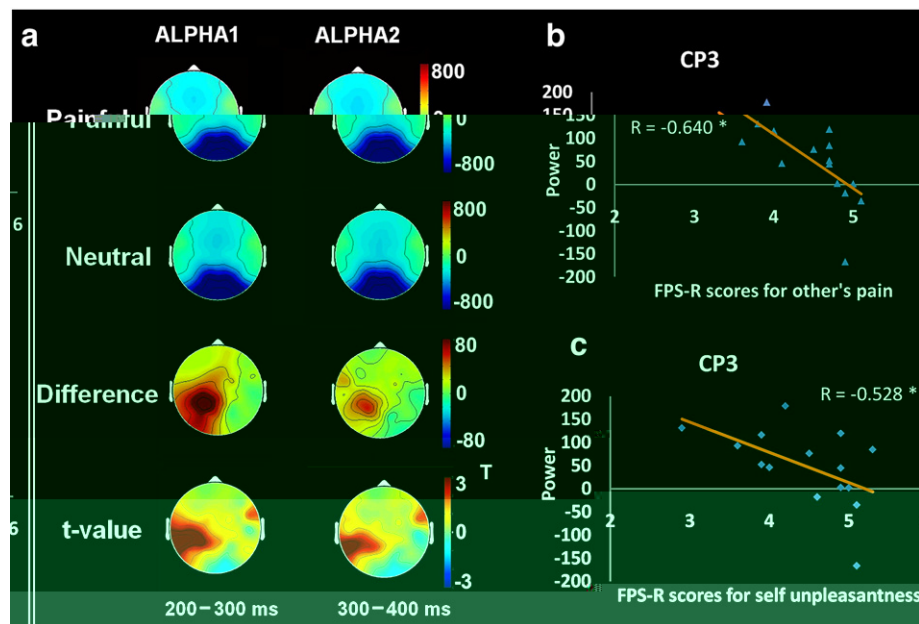 a
ALPHA1 ALPHA2
800
Painful
0
-800
Neutral
800
0
-800
Difference
80
0
-80
t-value
T
3
0
-3
200–300 ms 300–400 ms
6
6
b
CP3
R = -0.640 *
Power
200
150
100
50
0
-50
-100
-150
-200
2 3 4 5
FPS-R scores for other's pain
c
CP3
R = -0.528 *
Power
200
150
100
50
0
-50
-100
-150
-200
2 3 4 5
FPS-R scores for self unpleasantness